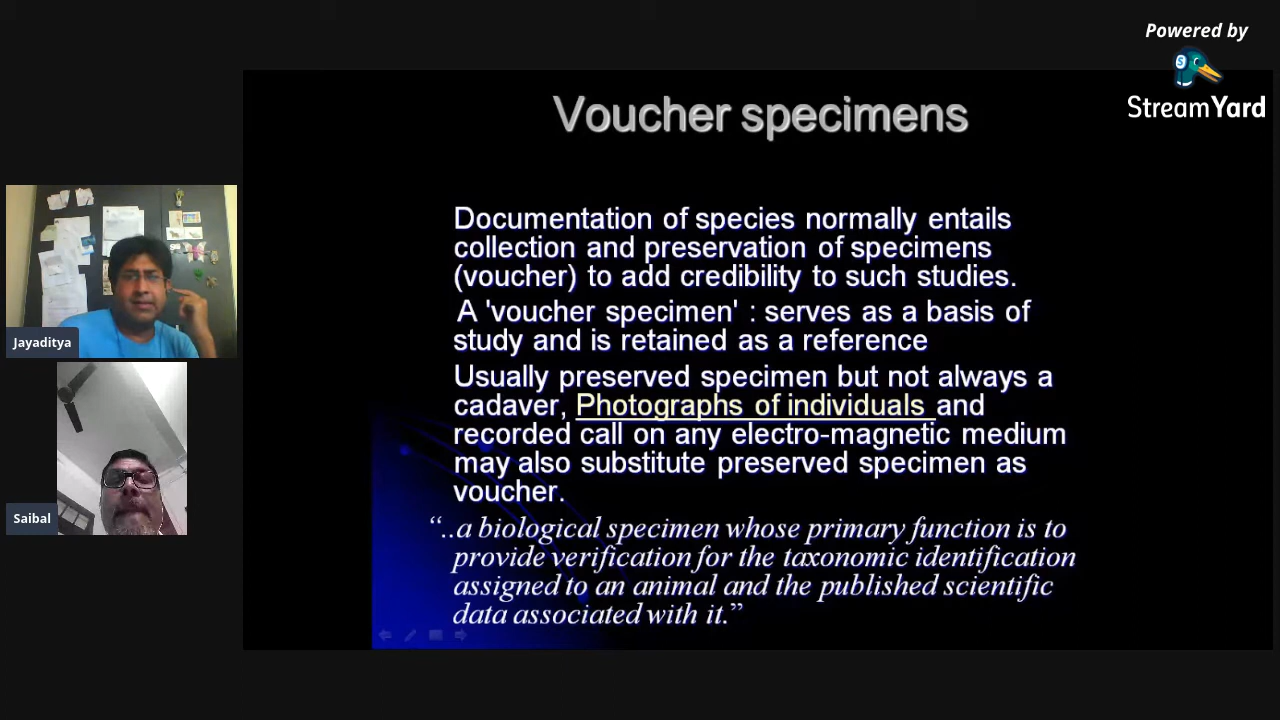 Powered by
StreamYard
Voucher specimens
Documentation of species normally entails
collection and preservation of specimens
(voucher) to add credibility to such studies.
A 'voucher specimen' : serves as a basis of
study and is retained as a reference
Usually preserved specimen but not always a
cadaver, Photographs of individuals and
recorded call on any electro-magnetic medium
may also substitute preserved specimen as
voucher.
“..a biological specimen whose primary function is to
provide verification for the taxonomic identification
assigned to an animal and the published scientific
data associated with it.”
Jayaditya
Saibal